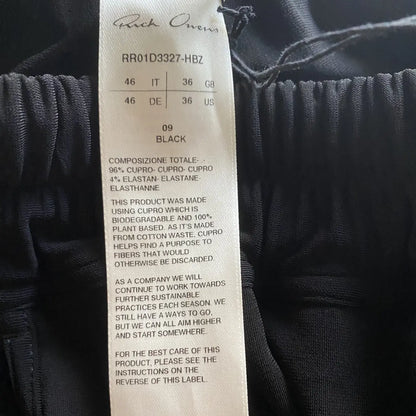 Rick Owens
RR01D3327-HBZ
46 IT 36 GB
46 DE 36 US
09
BLACK
COMPOSIZIONE TOTALE- -
96% CUPRO- CUPRO- CUPRO
4% ELASTAN- ELASTANE-
ELASTHANNE
THIS PRODUCT WAS MADE
USING CUPRO WHICH IS
BIODEGRADABLE AND 100%
PLANT BASED. AS IT'S MADE
FROM COTTON WASTE, CUPRO
HELPS FIND A PURPOSE TO
FIBERS THAT WOULD
OTHERWISE BE DISCARDED.
AS A COMPANY WE WILL
CONTINUE TO WORK TOWARDS
FURTHER SUSTAINABLE
PRACTICES EACH SEASON. WE
STILL HAVE A WAYS TO GO,
BUT WE CAN ALL AIM HIGHER
AND START SOMEWHERE.
FOR THE BEST CARE OF THIS
PRODUCT, PLEASE FOLLOW
THE INSTRUCTIONS ON THE
REVERSE OF THIS LABEL.